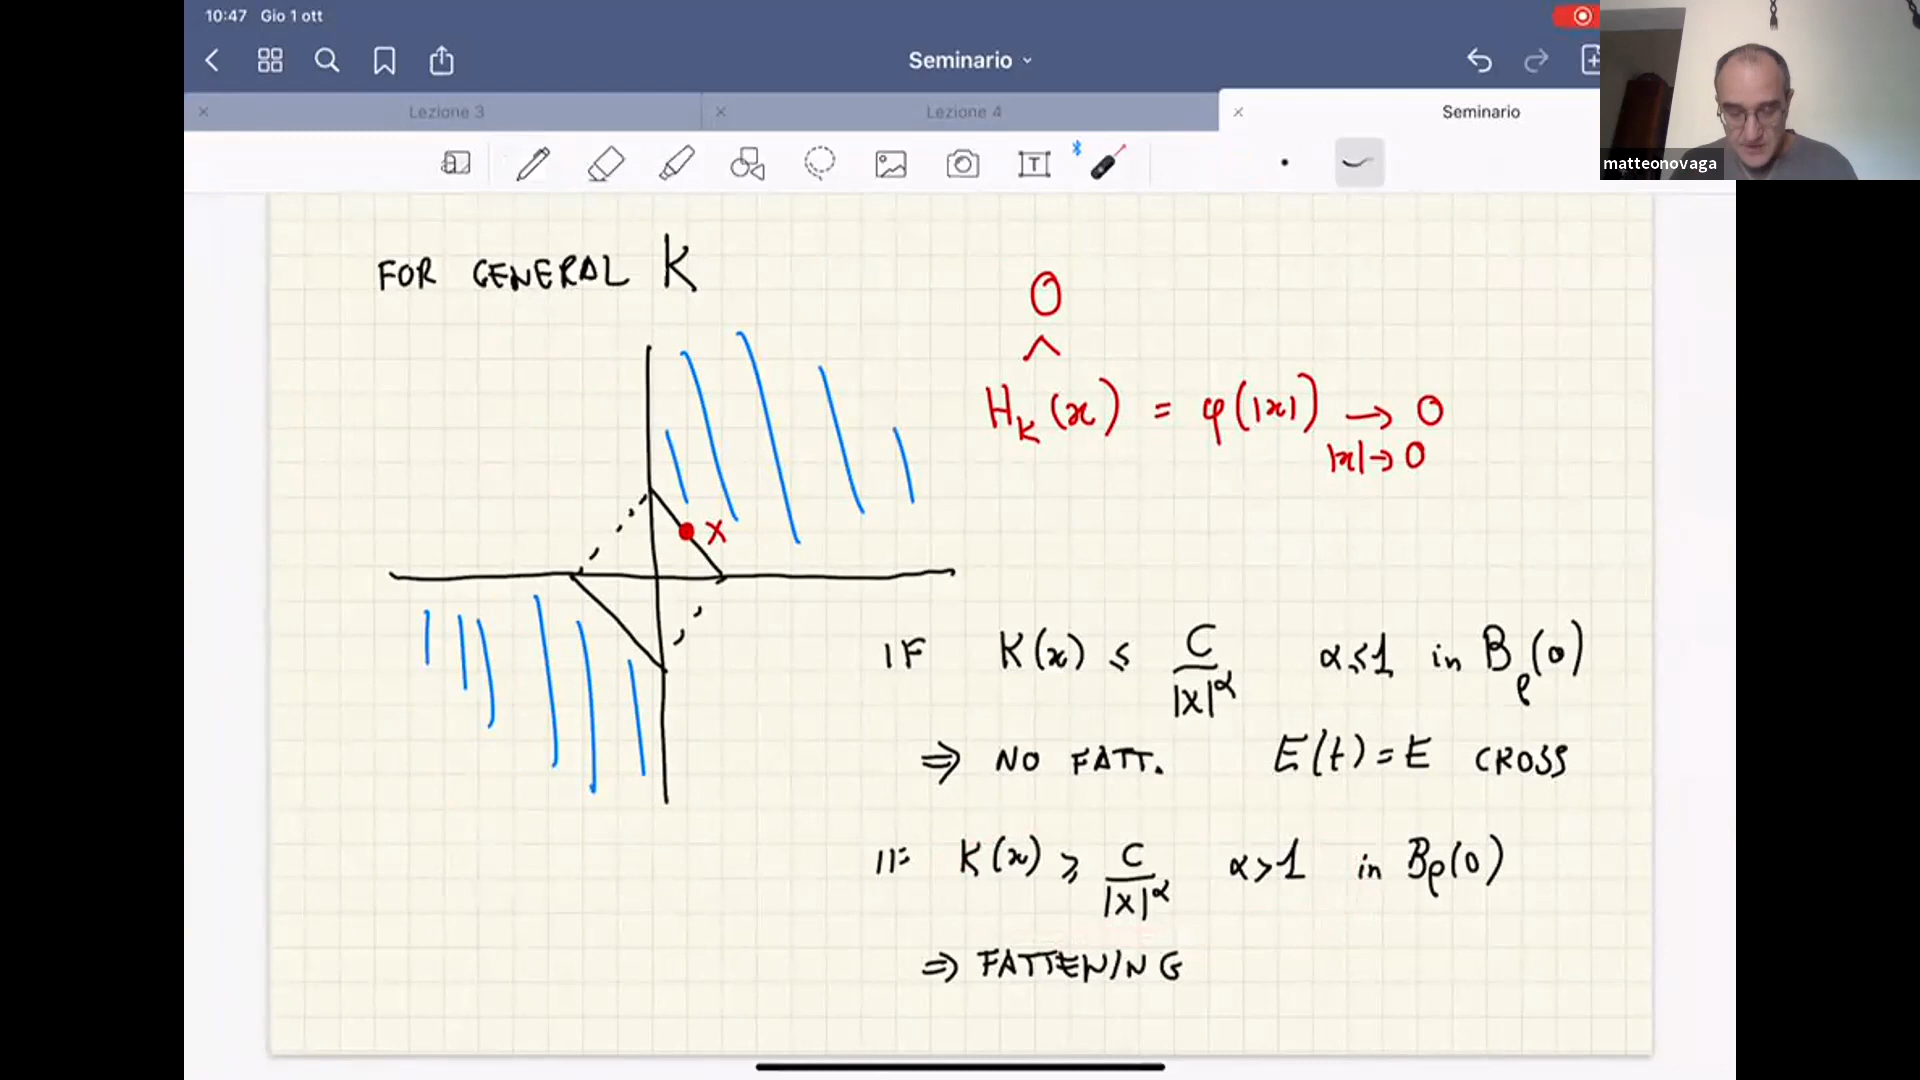 10:47 Gio 1 ott
Seminario
Lezione 3
Lezione 4
Seminario
T
matteonovaga
FOR GENERAL K
0
^
H_K(x) = φ(|x|) → 0
|x|→0
x
IF K(x) ≤ C/|x|^α α≤1 in B_ρ(0)
⇒ NO FATT. E(t)=E CROSS
IF K(x) ≥ C/|x|^α α>1 in B_ρ(0)
⇒ FATTENING